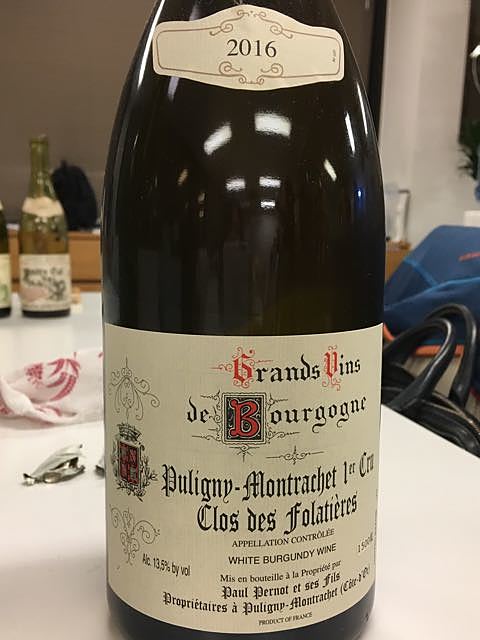 2016
Grands Vins
de Bourgogne
Puligny-Montrachet 1er Cru
Clos des Folatières
APPELLATION CONTRÔLÉE
WHITE BURGUNDY WINE
1500ML
Alc. 13,5% by vol
Mis en bouteille à la Propriété par
Paul Pernot et ses Fils
Propriétaires à Puligny-Montrachet (Côte-d'Or)
PRODUCT OF FRANCE